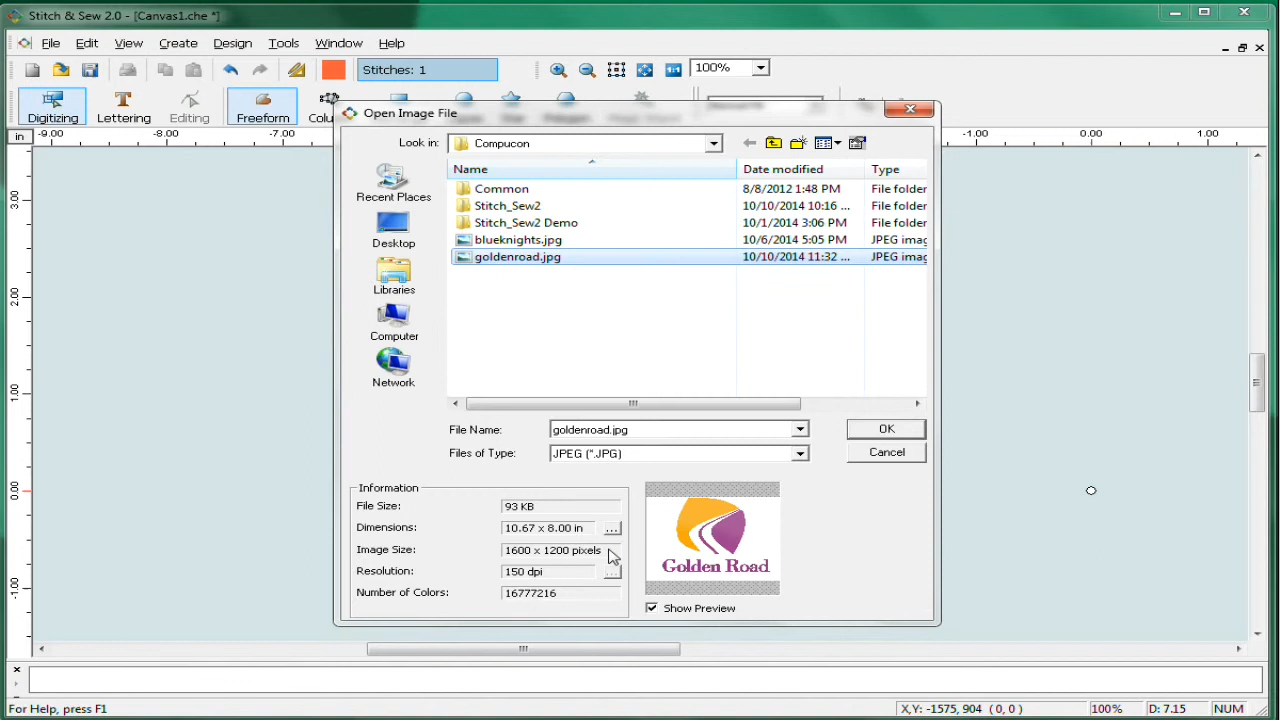 Stitch & Sew 2.0 - [Canvas1.che *]
File Edit View Create Design Tools Window Help
Stitches: 1
100%
Digitizing Lettering Editing Freeform
in -9.00 -8.00 -7.00 -1.00 0.00 1.00
3.00
2.00
1.00
0.00
-1.00
Open Image File
Look in: Compucon
Name Date modified Type
Common 8/8/2012 1:48 PM File folder
Stitch_Sew2 10/10/2014 10:16 ... File folder
Stitch_Sew2 Demo 10/1/2014 3:06 PM File folder
blueknights.jpg 10/6/2014 5:05 PM JPEG imag
goldenroad.jpg 10/10/2014 11:32 ... JPEG imag
Recent Places
Desktop
Libraries
Computer
Network
File Name: goldenroad.jpg OK
Files of Type: JPEG (*.JPG) Cancel
Information
File Size: 93 KB
Dimensions: 10.67 x 8.00 in ...
Image Size: 1600 x 1200 pixels
Resolution: 150 dpi ...
Number of Colors: 16777216
Golden Road
Show Preview
For Help, press F1
X,Y: -1575, 904 ( 0, 0 ) 100% D: 7.15 NUM